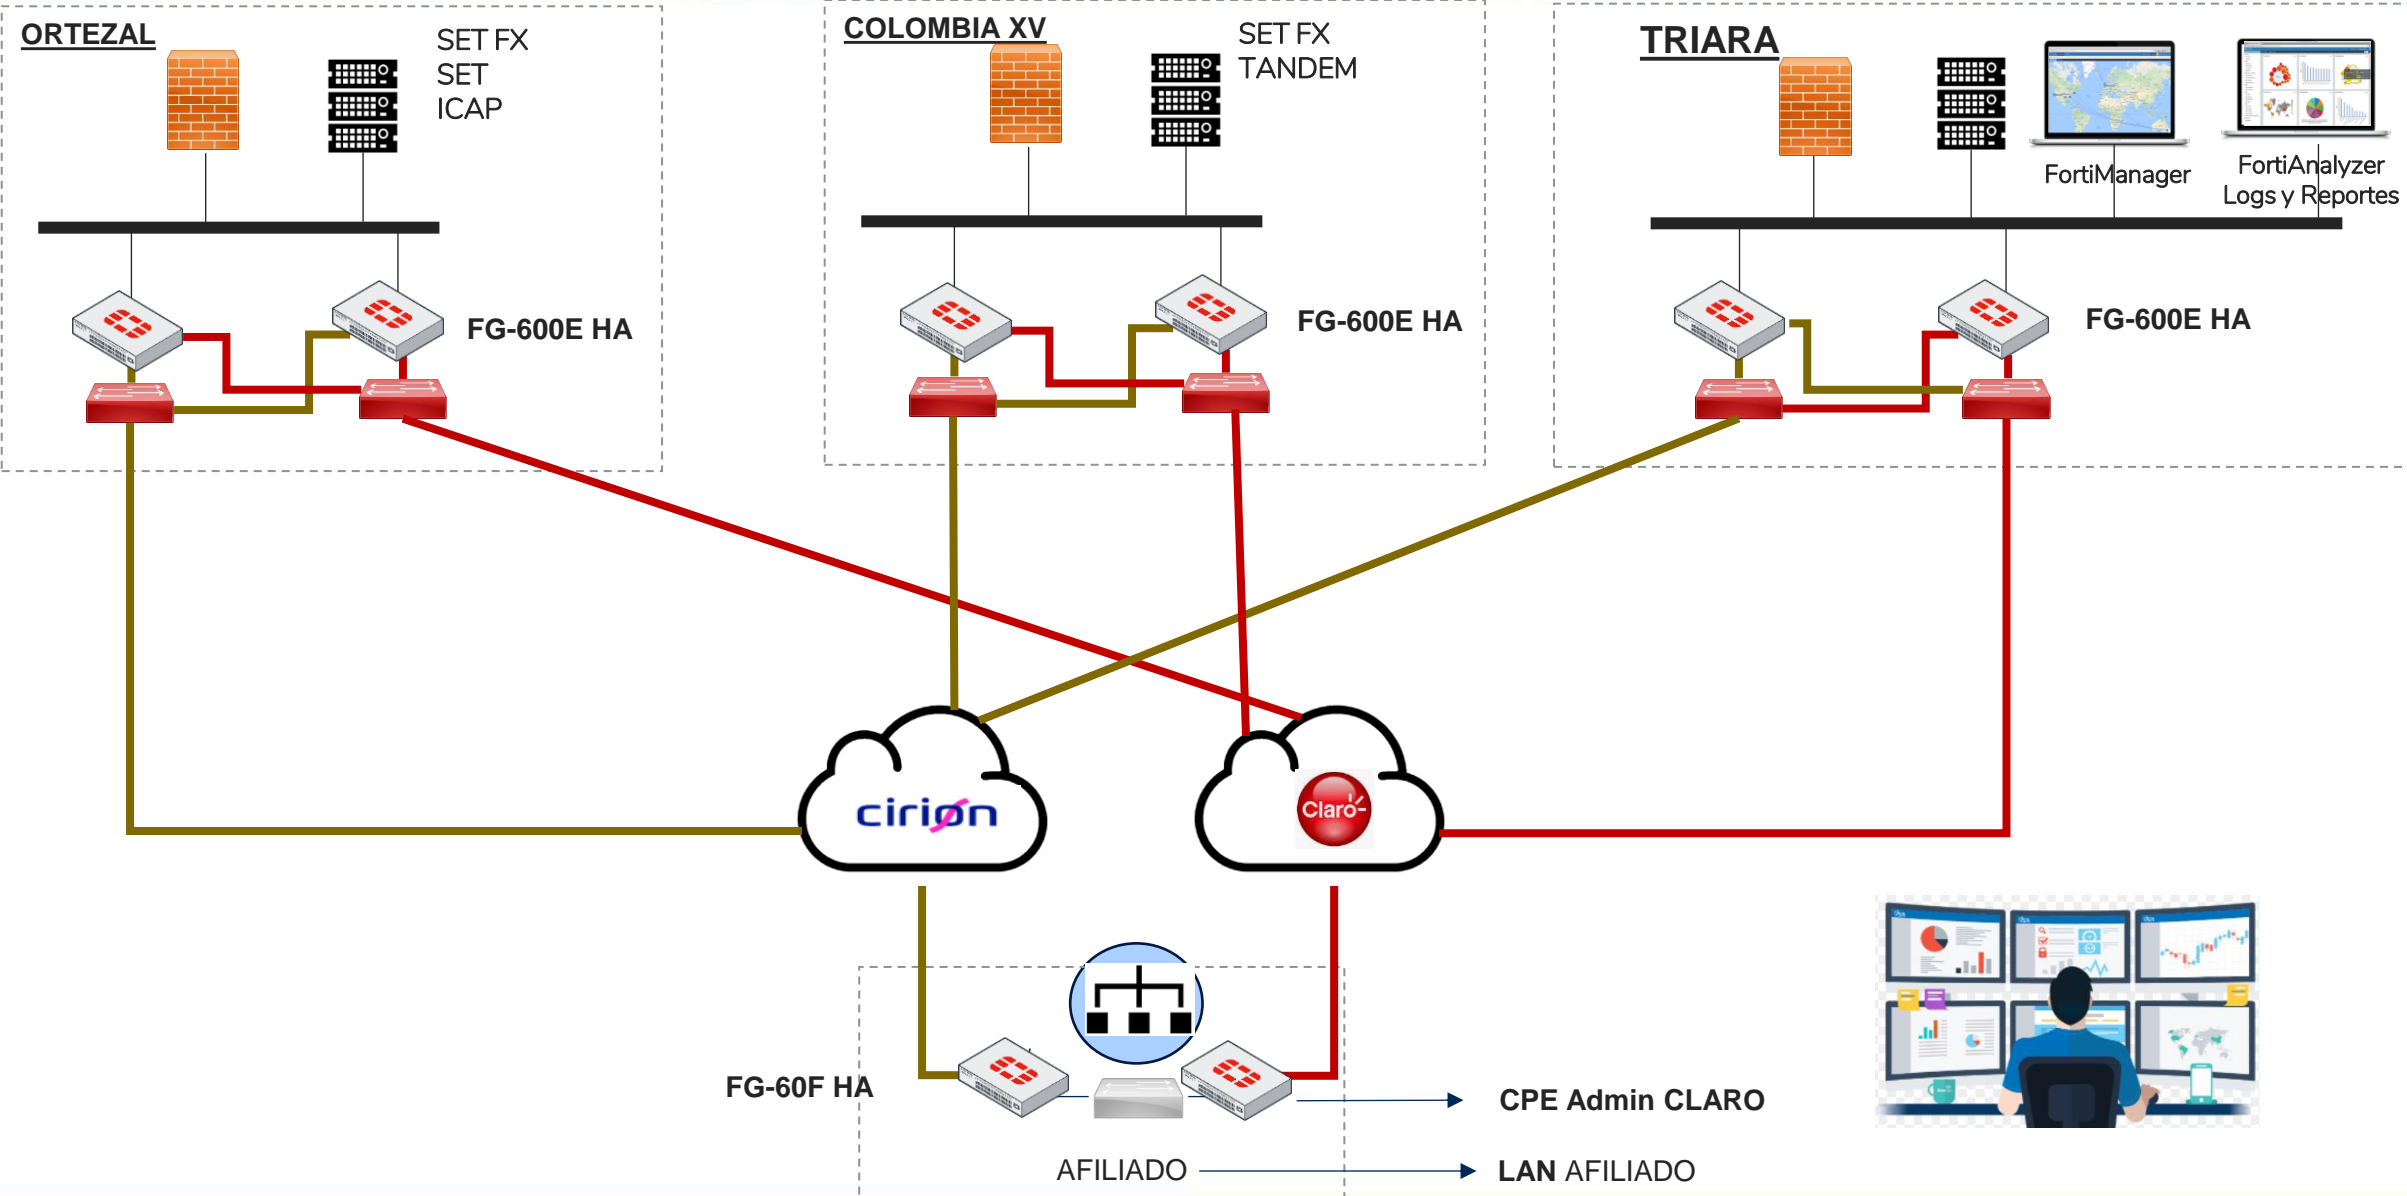 ORTEZAL
SET FX
SET
ICAP
FG-600E HA
COLOMBIA XV
SET FX
TANDEM
FG-600E HA
TRIARA
FortiManager
FortiAnalyzer
Logs y Reportes
FG-600E HA
cirion
Claro
FG-60F HA
CPE Admin CLARO
AFILIADO
LAN AFILIADO